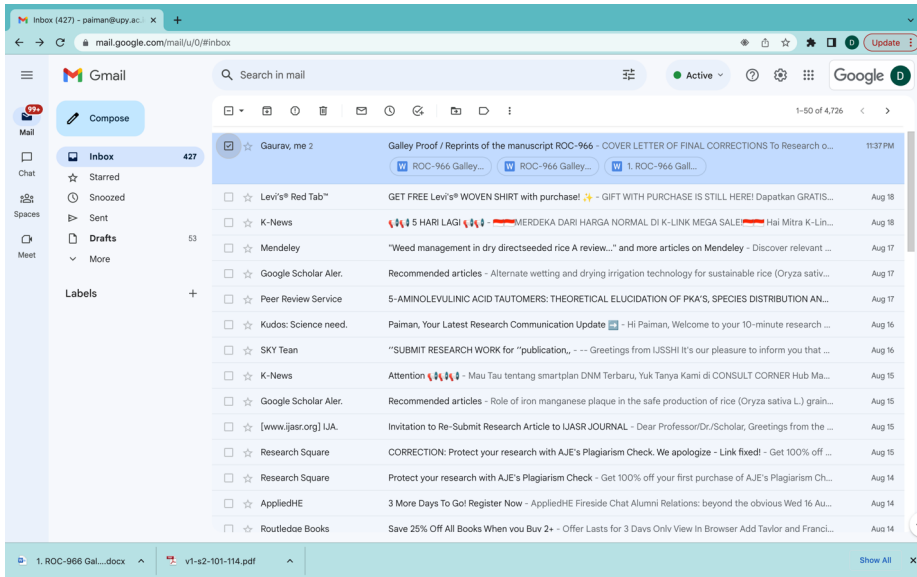 Inbox (427) - paiman@upy.ac.i
mail.google.com/mail/u/0/#inbox
Update
Gmail
Search in mail
Active
Google D
99+
Mail
Chat
Spaces
Meet
Compose
Inbox 427
Starred
Snoozed
Sent
Drafts 53
More
Labels
1–50 of 4,726
Gaurav, me 2 Galley Proof / Reprints of the manuscript ROC-966 - COVER LETTER OF FINAL CORRECTIONS To Research o... 11:37 PM
W ROC-966 Galley... W ROC-966 Galley... W 1. ROC-966 Gall...
Levi's® Red Tab™ GET FREE Levi's® WOVEN SHIRT with purchase! ✨ - GIFT WITH PURCHASE IS STILL HERE! Dapatkan GRATIS... Aug 18
K-News 📢📢 5 HARI LAGI 📢📢 - 🇮🇩MERDEKA DARI HARGA NORMAL DI K-LINK MEGA SALE!🇮🇩 Hai Mitra K-Lin... Aug 18
Mendeley "Weed management in dry directseeded rice A review..." and more articles on Mendeley - Discover relevant ... Aug 17
Google Scholar Aler. Recommended articles - Alternate wetting and drying irrigation technology for sustainable rice (Oryza sativ... Aug 17
Peer Review Service 5-AMINOLEVULINIC ACID TAUTOMERS: THEORETICAL ELUCIDATION OF PKA'S, SPECIES DISTRIBUTION AN... Aug 17
Kudos: Science need. Paiman, Your Latest Research Communication Update ➡️ - Hi Paiman, Welcome to your 10-minute research ... Aug 16
SKY Tean ‘‘SUBMIT RESEARCH WORK for ‘‘publication,, - -- Greetings from IJSSHI It's our pleasure to inform you that ... Aug 16
K-News Attention 📢📢📢📢 - Mau Tau tentang smartplan DNM Terbaru, Yuk Tanya Kami di CONSULT CORNER Hub Ma... Aug 15
Google Scholar Aler. Recommended articles - Role of iron manganese plaque in the safe production of rice (Oryza sativa L.) grain... Aug 15
[www.ijasr.org] IJA. Invitation to Re-Submit Research Article to IJASR JOURNAL - Dear Professor/Dr./Scholar, Greetings from the ... Aug 15
Research Square CORRECTION: Protect your research with AJE's Plagiarism Check. We apologize - Link fixed! - Get 100% off ... Aug 15
Research Square Protect your research with AJE's Plagiarism Check - Get 100% off your first purchase of AJE's Plagiarism Ch... Aug 14
AppliedHE 3 More Days To Go! Register Now - AppliedHE Fireside Chat Alumni Relations: beyond the obvious Wed 16 Au... Aug 14
Routledge Books Save 25% Off All Books When you Buy 2+ - Offer Lasts for 3 Days Only View In Browser Add Taylor and Franci... Aug 14
1. ROC-966 Gal....docx v1-s2-101-114.pdf Show All